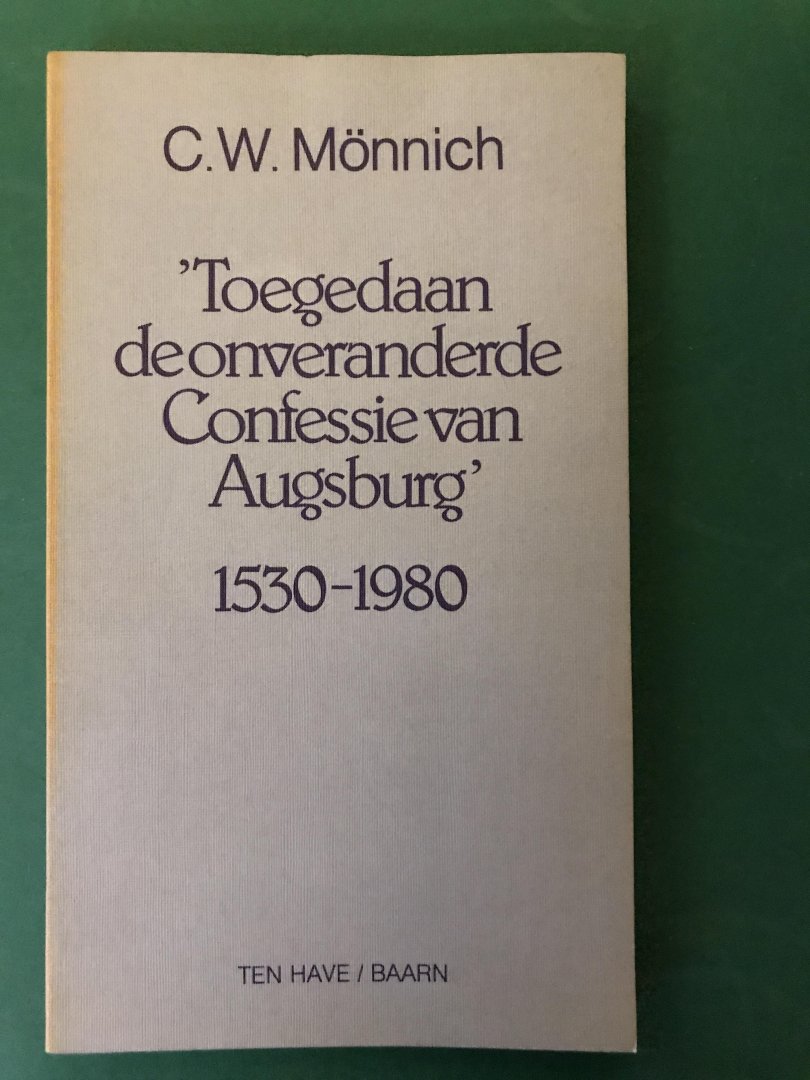 C.W. Mönnich
’Toegedaan
de onveranderde
Confessie van
Augsburg’
1530–1980
TEN HAVE / BAARN